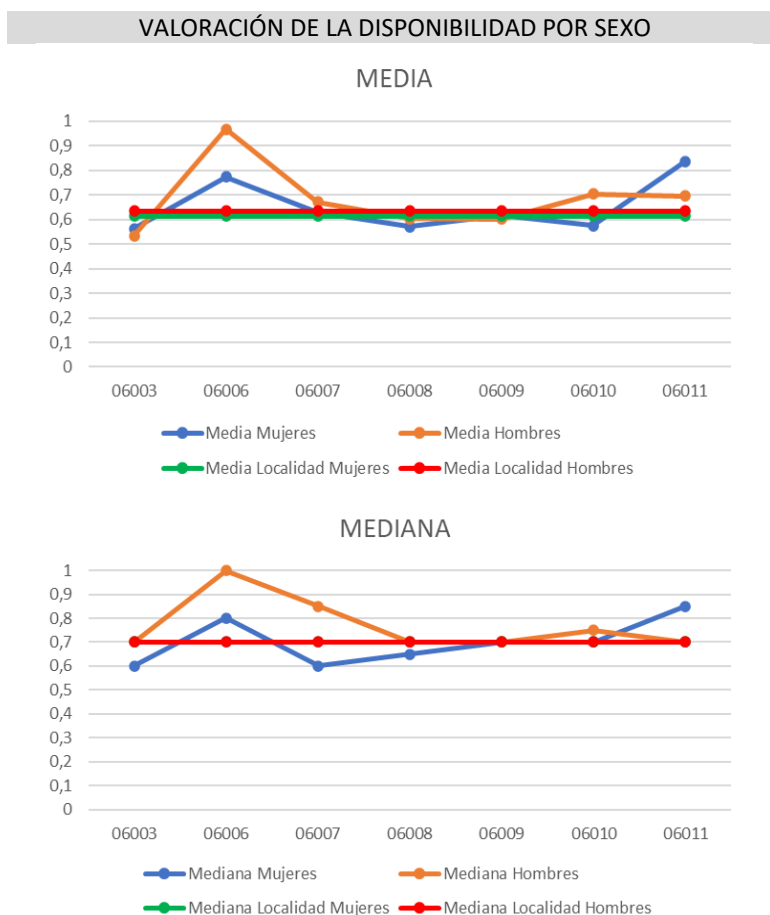 VALORACIÓN DE LA DISPONIBILIDAD POR SEXO
MEDIA
1
0,9
0,8
0,7
0,6
0,5
0,4
0,3
0,2
0,1
0
06003 06006 06007 06008 06009 06010 06011
Media Mujeres Media Hombres
Media Localidad Mujeres Media Localidad Hombres
MEDIANA
1
0,9
0,8
0,7
0,6
0,5
0,4
0,3
0,2
0,1
0
06003 06006 06007 06008 06009 06010 06011
Mediana Mujeres Mediana Hombres
Mediana Localidad Mujeres Mediana Localidad Hombres